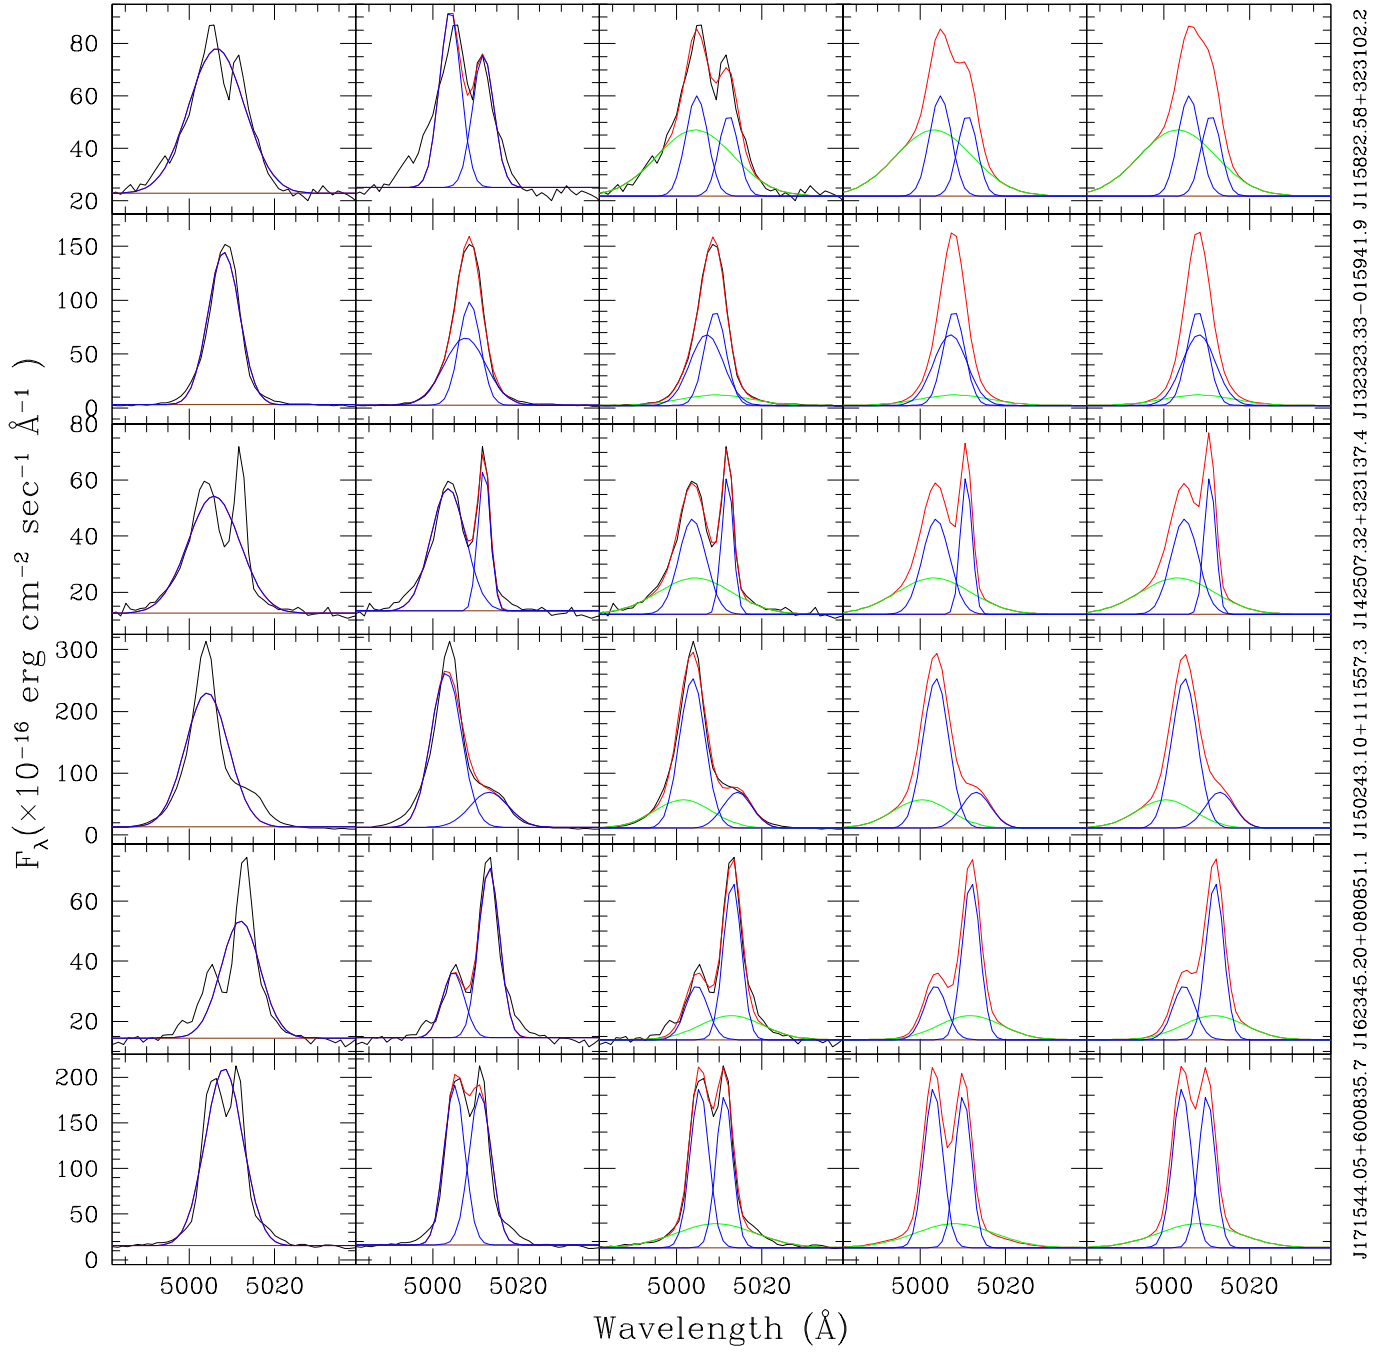 F_λ(×10⁻¹⁶ erg cm⁻² sec⁻¹ Å⁻¹ )
80
60
40
20
J115822.58+323102.2
150
100
50
0
J132323.33−015941.9
80
60
40
20
J142507.32+323137.4
300
200
100
0
J150243.10+111557.3
60
40
20
J162345.20+080851.1
200
150
100
50
0
J171544.05+600835.7
5000 5020 5000 5020 5000 5020 5000 5020 5000 5020
Wavelength (Å)